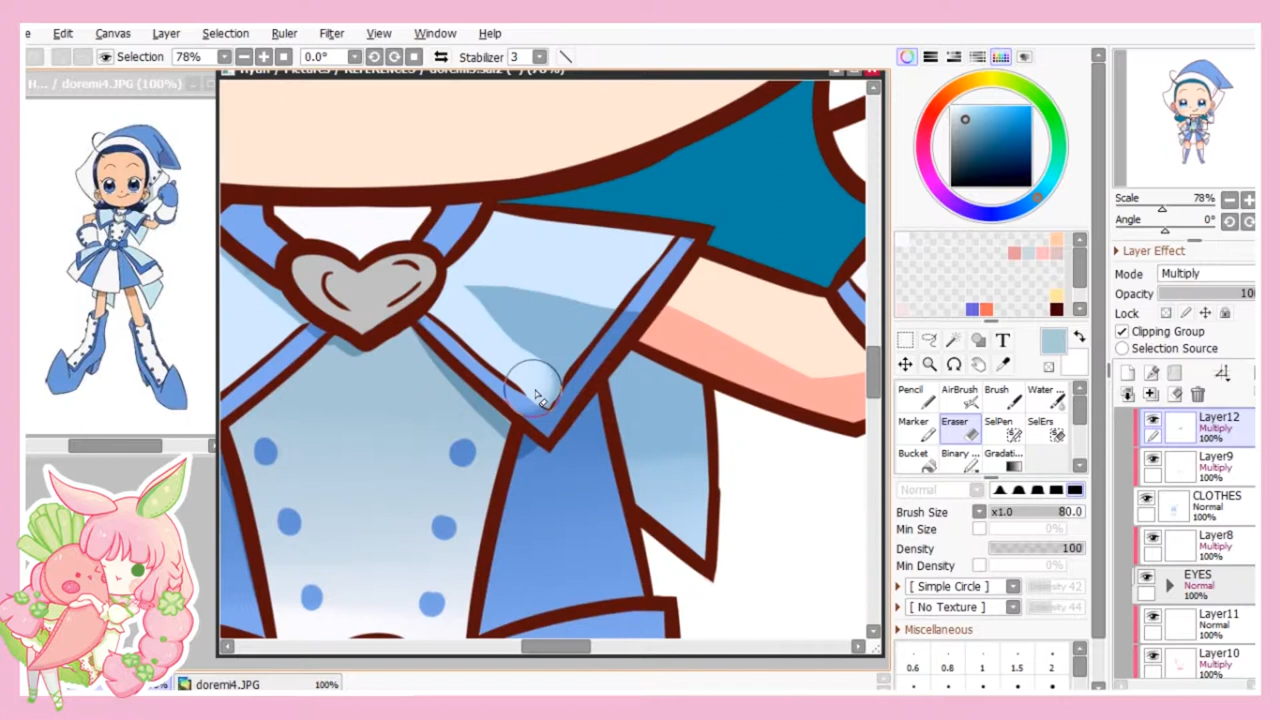 Edit Canvas Layer Selection Ruler Filter View Window Help
Selection 78% 0.0° Stabilizer 3
H... / doremi4.JPG (100%)
Scale 78%
Angle 0°
Layer Effect
Mode Multiply
Opacity 10
Lock
Clipping Group
Selection Source
T
Pencil AirBrush Brush Water ...
Marker Eraser SelPen SelErs
Bucket Binary ... Gradati...
Normal
Brush Size x1.0 80.0
Min Size 0%
Density 100
Min Density 0%
[ Simple Circle ] 42
[ No Texture ] 44
Miscellaneous
0.6 0.8 1 1.5 2
Layer12
Multiply
100%
Layer9
Multiply
100%
CLOTHES
Normal
100%
Layer8
Multiply
100%
EYES
Normal
100%
Layer11
Normal
100%
Layer10
Multiply
100%
doremi4.JPG 100%